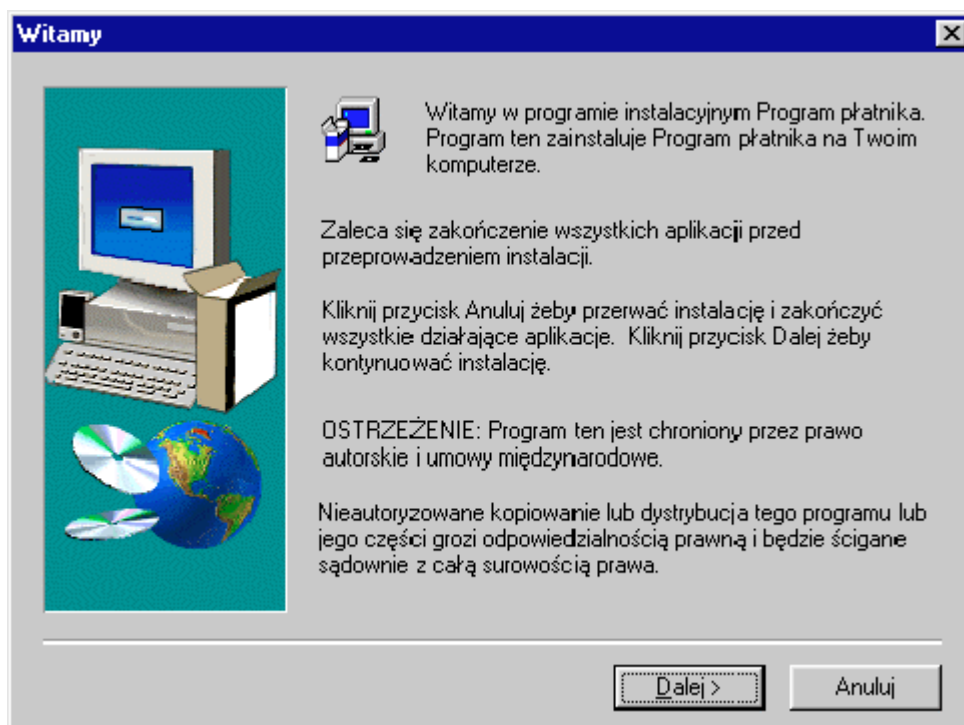 Witamy
Witamy w programie instalacyjnym Program płatnika.
Program ten zainstaluje Program płatnika na Twoim
komputerze.
Zaleca się zakończenie wszystkich aplikacji przed
przeprowadzeniem instalacji.
Kliknij przycisk Anuluj żeby przerwać instalację i zakończyć
wszystkie działające aplikacje.  Kliknij przycisk Dalej żeby
kontynuować instalację.
OSTRZEŻENIE: Program ten jest chroniony przez prawo
autorskie i umowy międzynarodowe.
Nieautoryzowane kopiowanie lub dystrybucja tego programu lub
jego części grozi odpowiedzialnością prawną i będzie ścigane
sądownie z całą surowością prawa.
Dalej >
Anuluj